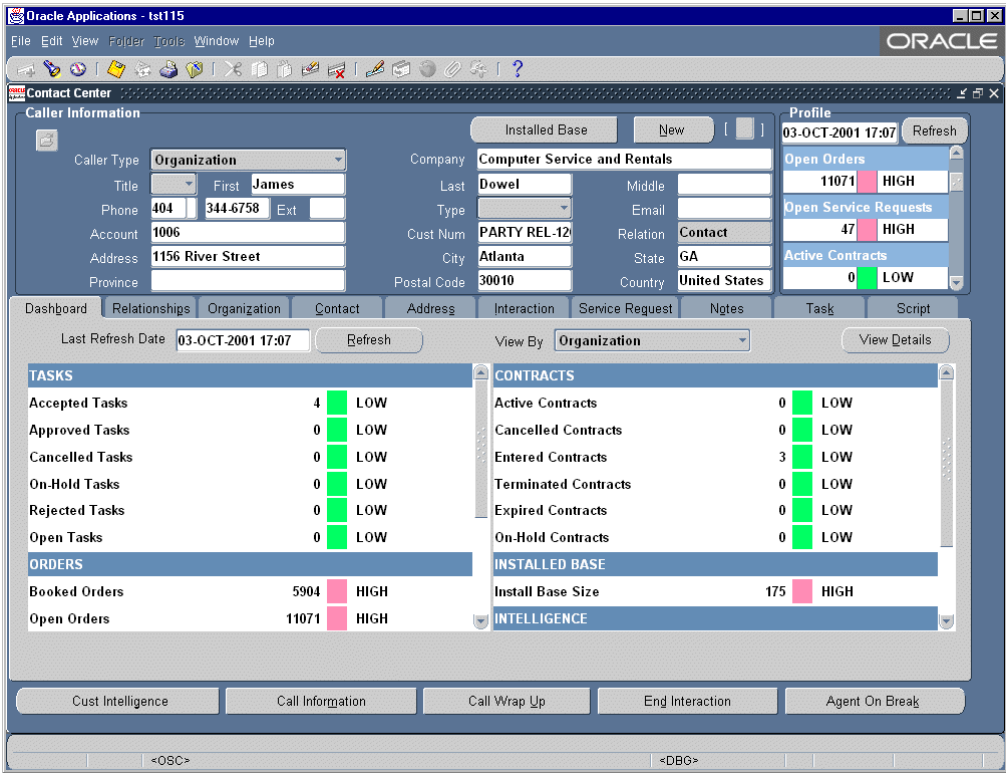 Oracle Applications - tst115
File Edit View Folder Tools Window Help
ORACLE
?
Contact Center
Caller Information
Installed Base New [ ]
Caller Type Organization Company Computer Service and Rentals
Title First James Last Dowel Middle
Phone 404 344-6758 Ext Type Email
Account 1006 Cust Num PARTY REL-12 Relation Contact
Address 1156 River Street City Atlanta State GA
Province Postal Code 30010 Country United States
Profile
03-OCT-2001 17:07 Refresh
Open Orders
11071 HIGH
Open Service Requests
47 HIGH
Active Contracts
0 LOW
Dashboard Relationships Organization Contact Address Interaction Service Request Notes Task Script
Last Refresh Date 03-OCT-2001 17:07 Refresh View By Organization View Details
TASKS
Accepted Tasks 4 LOW
Approved Tasks 0 LOW
Cancelled Tasks 0 LOW
On-Hold Tasks 0 LOW
Rejected Tasks 0 LOW
Open Tasks 0 LOW
ORDERS
Booked Orders 5904 HIGH
Open Orders 11071 HIGH
CONTRACTS
Active Contracts 0 LOW
Cancelled Contracts 0 LOW
Entered Contracts 3 LOW
Terminated Contracts 0 LOW
Expired Contracts 0 LOW
On-Hold Contracts 0 LOW
INSTALLED BASE
Install Base Size 175 HIGH
INTELLIGENCE
Cust Intelligence Call Information Call Wrap Up End Interaction Agent On Break
<OSC> <DBG>